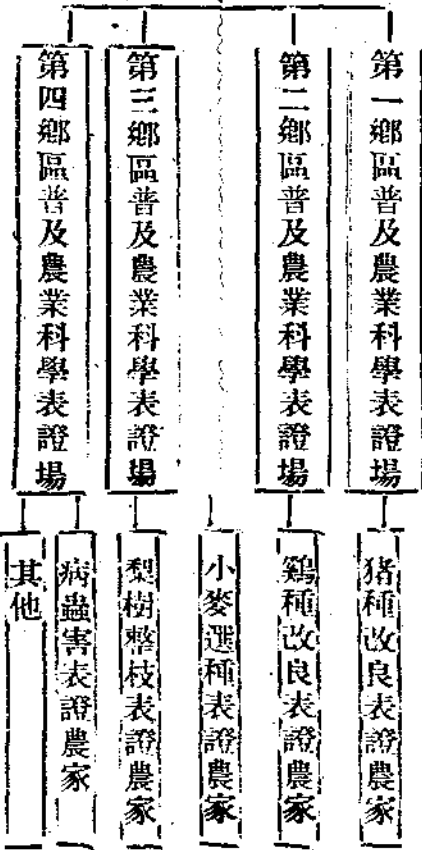 第一鄉區普及農業科學表證場
第二鄉區普及農業科學表證場
第三鄉區普及農業科學表證場
第四鄉區普及農業科學表證場
猪種改良表證農家
鷄種改良表證農家
小麥選種表證農家
梨樹整枝表證農家
病蟲害表證農家
其他